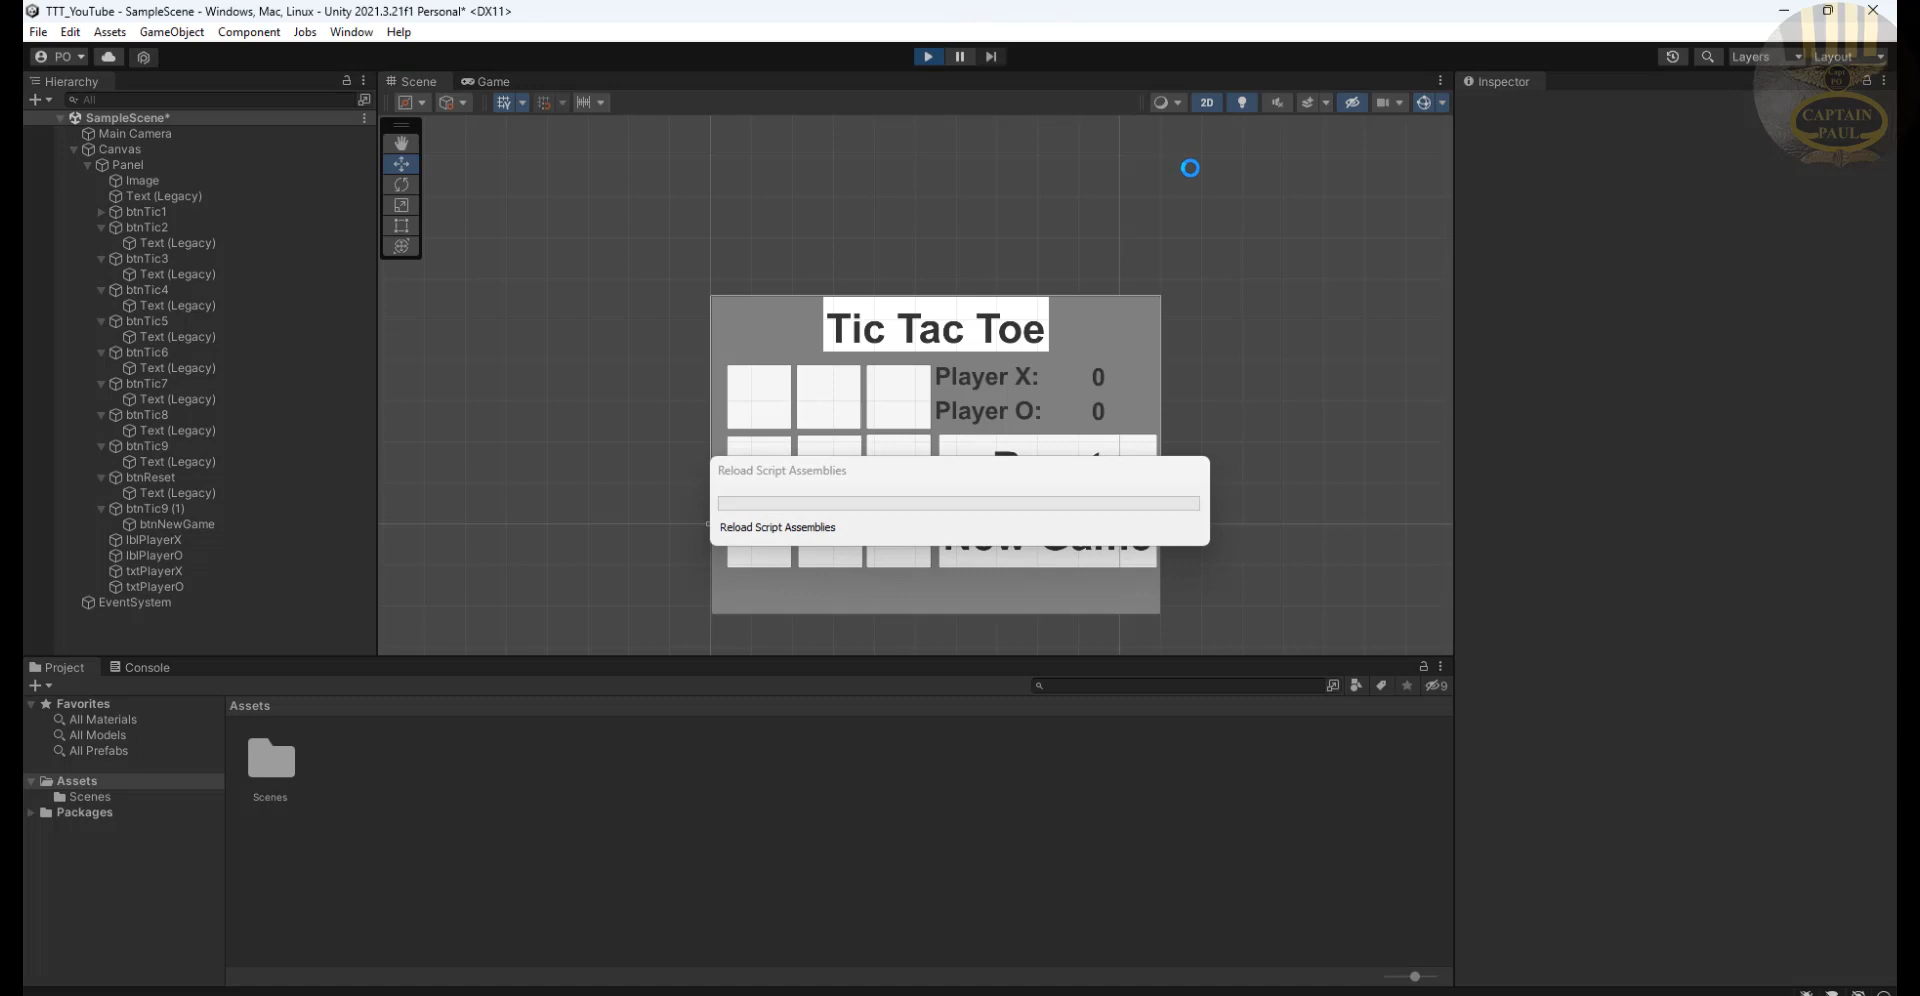 TTT_YouTube - SampleScene - Windows, Mac, Linux - Unity 2021.3.21f1 Personal* <DX11>
File Edit Assets GameObject Component Jobs Window Help
PO
Layers
Layout
Hierarchy
Scene
Game
Inspector
All
2D
SampleScene*
Main Camera
Canvas
Panel
Image
Text (Legacy)
btnTic1
btnTic2
Text (Legacy)
btnTic3
Text (Legacy)
btnTic4
Text (Legacy)
btnTic5
Text (Legacy)
btnTic6
Text (Legacy)
btnTic7
Text (Legacy)
btnTic8
Text (Legacy)
btnTic9
Text (Legacy)
btnReset
Text (Legacy)
btnTic9 (1)
btnNewGame
lblPlayerX
lblPlayerO
txtPlayerX
txtPlayerO
EventSystem
Capt
PO
CAPTAIN
PAUL
Tic Tac Toe
Player X: 0
Player O: 0
Reload Script Assemblies
Reload Script Assemblies
New Game
Project
Console
9
Favorites
All Materials
All Models
All Prefabs
Assets
Scenes
Packages
Assets
Scenes